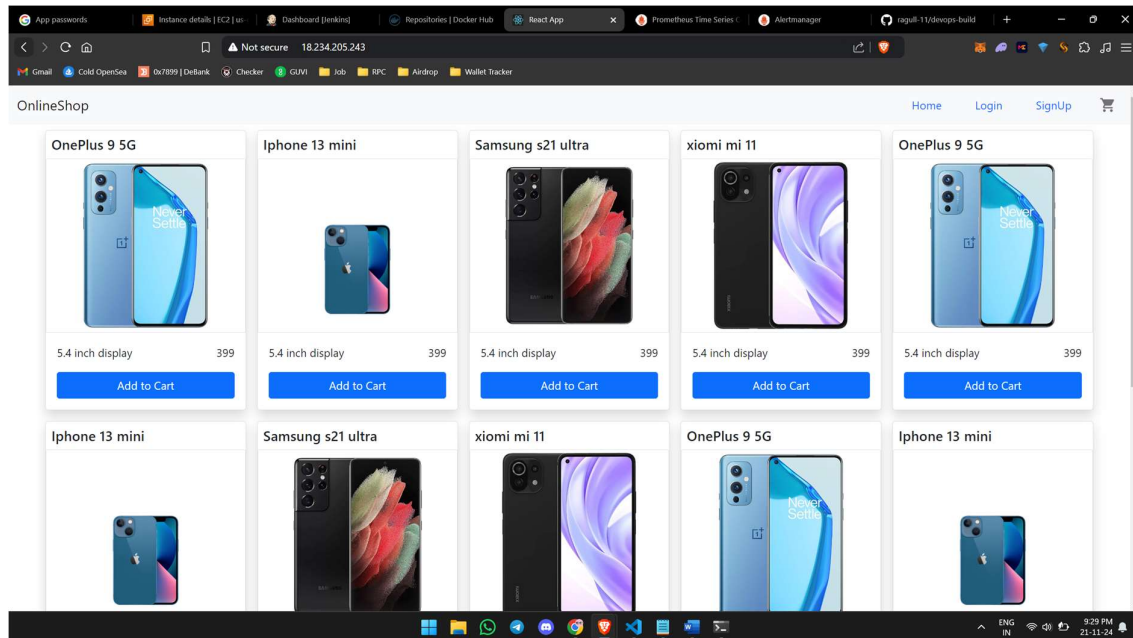 App passwords Instance details | EC2 | us- Dashboard [Jenkins] Repositories | Docker Hub React App Prometheus Time Series C Alertmanager ragull-11/devops-build
Not secure 18.234.205.243
Gmail Cold OpenSea 0x7899 | DeBank Checker GUVI Job RPC Airdrop Wallet Tracker
OnlineShop Home Login SignUp
OnePlus 9 5G Iphone 13 mini Samsung s21 ultra xiomi mi 11 OnePlus 9 5G
Never Never
Settle Settle
5.4 inch display 399 5.4 inch display 399 5.4 inch display 399 5.4 inch display 399 5.4 inch display 399
Add to Cart Add to Cart Add to Cart Add to Cart Add to Cart
Iphone 13 mini Samsung s21 ultra xiomi mi 11 OnePlus 9 5G Iphone 13 mini
Never
Settle
ENG 9:29 PM
IN 21-11-24